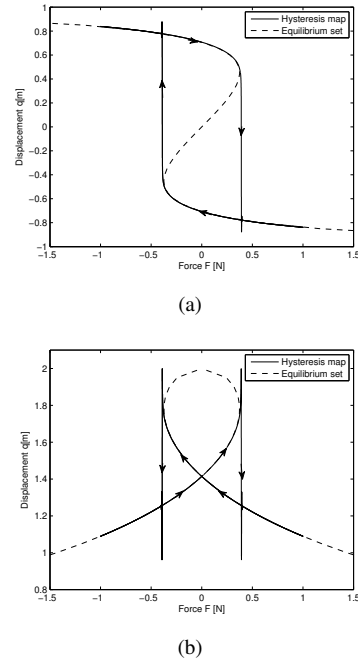 1
0.8
0.6
0.4
0.2
0
−0.2
−0.4
−0.6
−0.8
−1
Displacement q[m]
Hysteresis map
Equilibrium set
−1.5 −1 −0.5 0 0.5 1 1.5
Force F [N]
(a)
2
1.8
1.6
1.4
1.2
1
0.8
Displacement q[m]
Hysteresis map
Equilibrium set
−1.5 −1 −0.5 0 0.5 1 1.5
Force F [N]
(b)